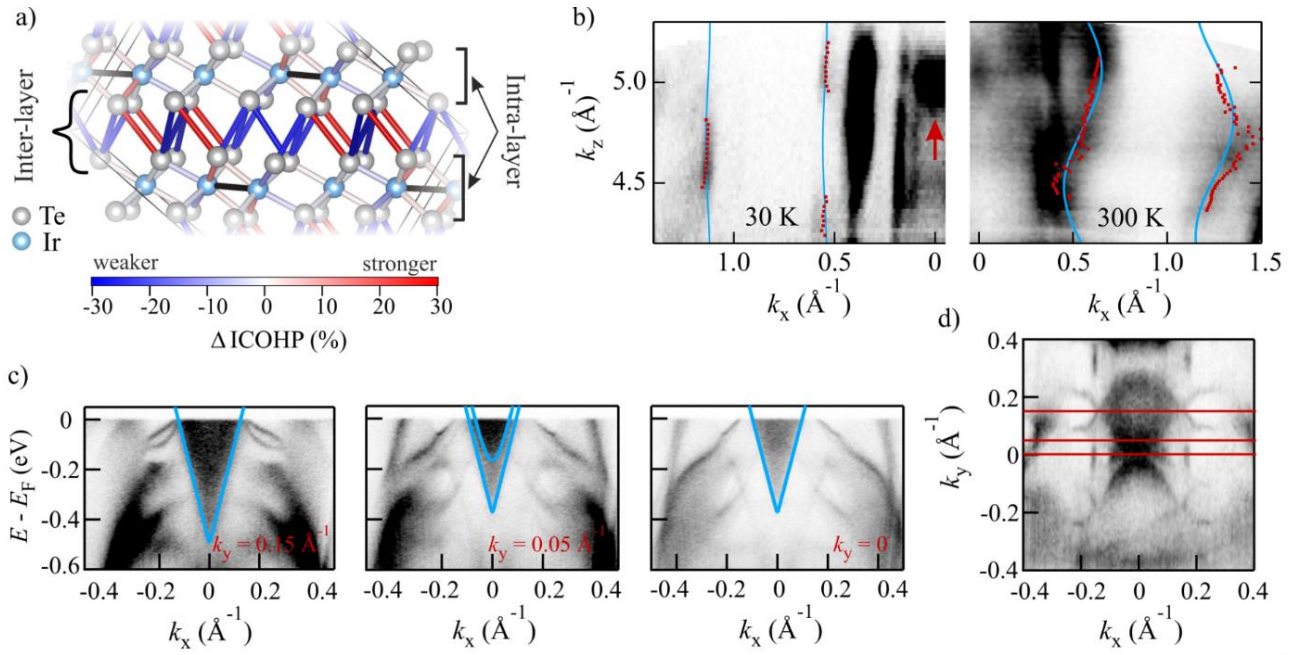 a)
Inter-layer
Intra-layer
Te
Ir
weaker
stronger
-30 -20 -10 0 10 20 30
Δ ICOHP (%)
b)
5.0
4.5
k_z (Å)⁻¹
30 K
300 K
1.0 0.5 0
0 0.5 1.0 1.5
k_x (Å⁻¹)
k_x (Å⁻¹)
c)
0
-0.2
-0.4
-0.6
E - E_F (eV)
k_y = 0.15 Å⁻¹
k_y = 0.05 Å⁻¹
k_y = 0
-0.4 -0.2 0 0.2 0.4
-0.4 -0.2 0 0.2 0.4
-0.4 -0.2 0 0.2 0.4
k_x (Å⁻¹)
k_x (Å⁻¹)
k_x (Å⁻¹)
d)
0.4
0.2
0
-0.2
-0.4
k_y (Å⁻¹)
-0.4 -0.2 0 0.2 0.4
k_x (Å⁻¹)